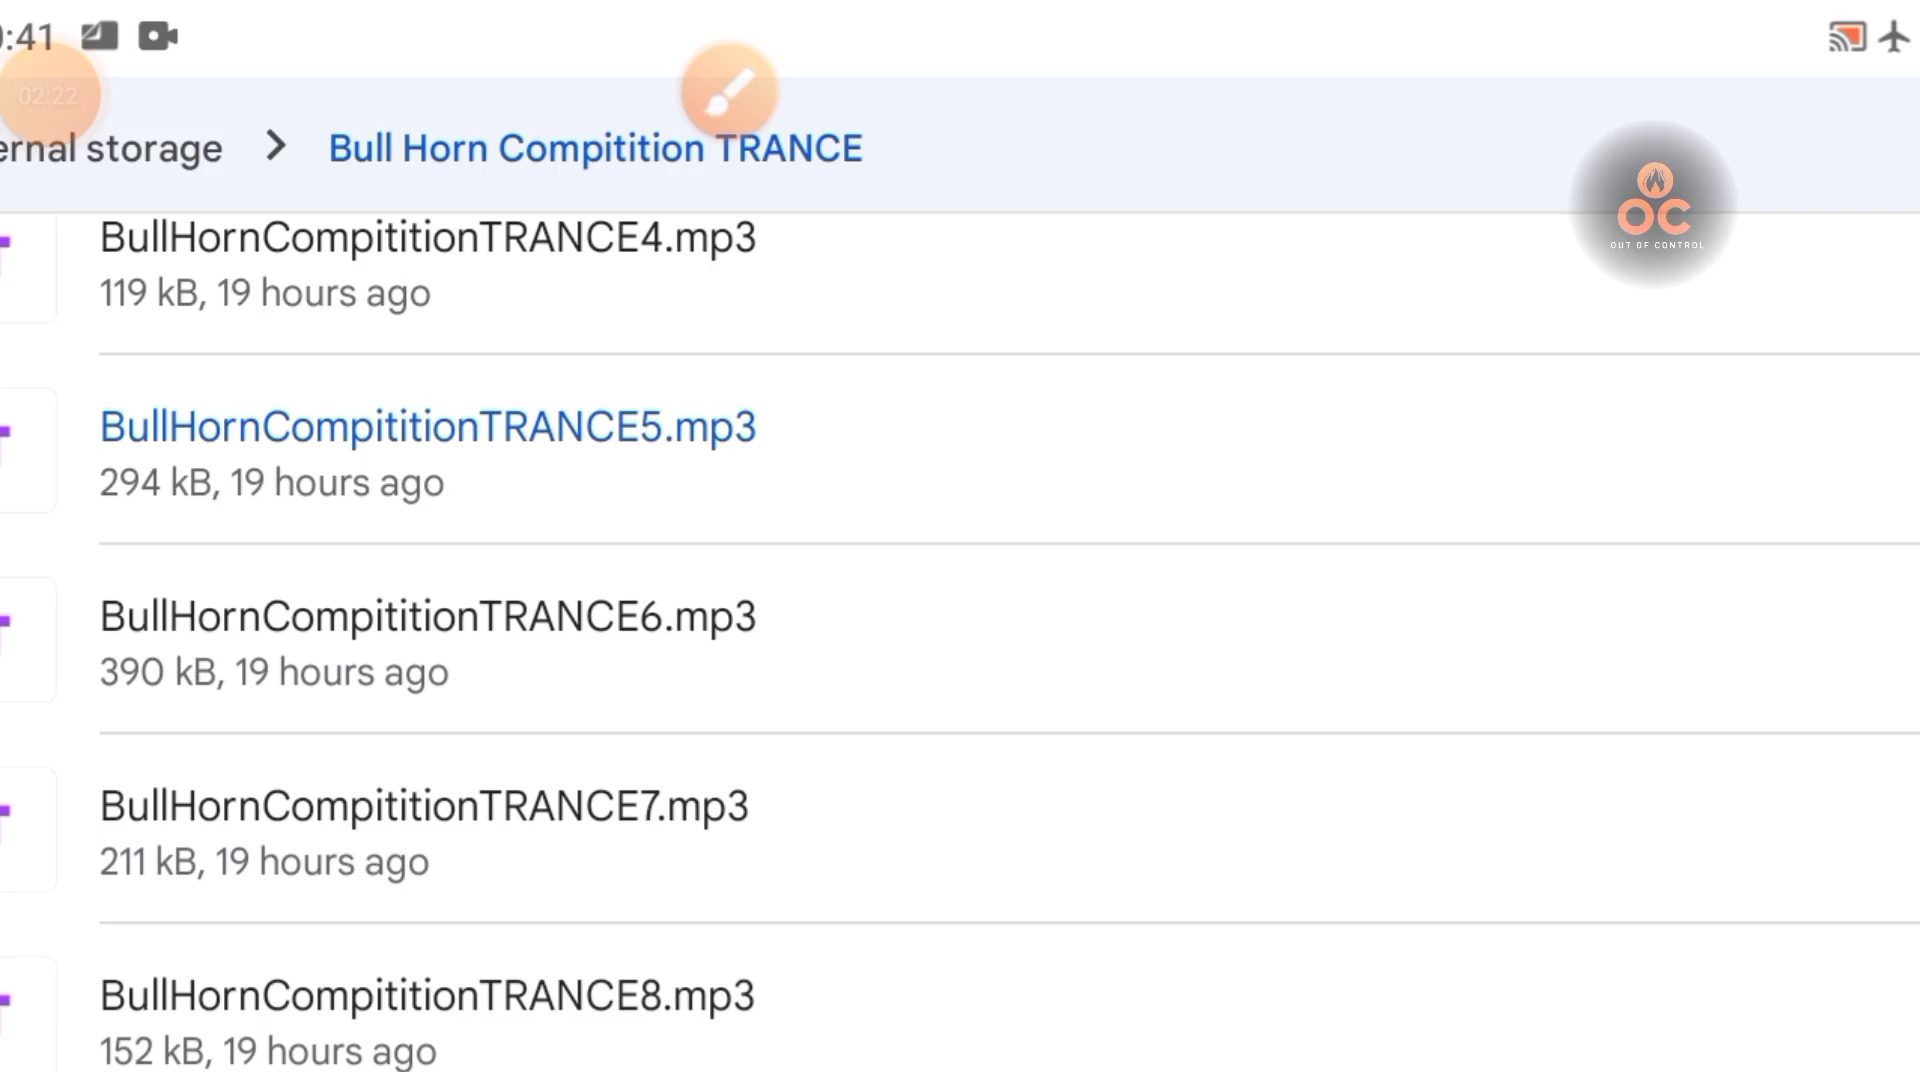 :41
02:22
ernal storage > Bull Horn Compitition TRANCE
OC
OUT OF CONTROL
BullHornCompititionTRANCE4.mp3
119 kB, 19 hours ago
BullHornCompititionTRANCE5.mp3
294 kB, 19 hours ago
BullHornCompititionTRANCE6.mp3
390 kB, 19 hours ago
BullHornCompititionTRANCE7.mp3
211 kB, 19 hours ago
BullHornCompititionTRANCE8.mp3
152 kB, 19 hours ago